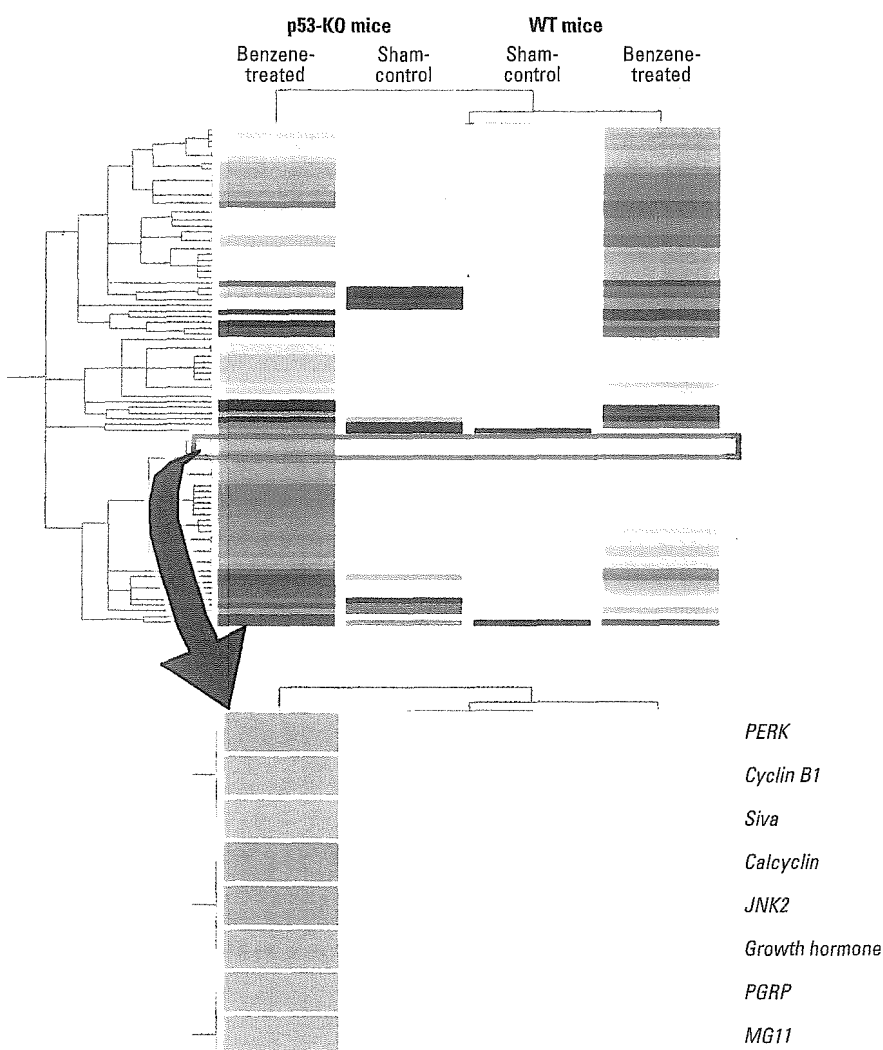 p53-KO mice WT mice
Benzene- Sham- Sham- Benzene-
treated control control treated
PERK
Cyclin B1
Siva
Calcyclin
JNK2
Growth hormone
PGRP
MG11